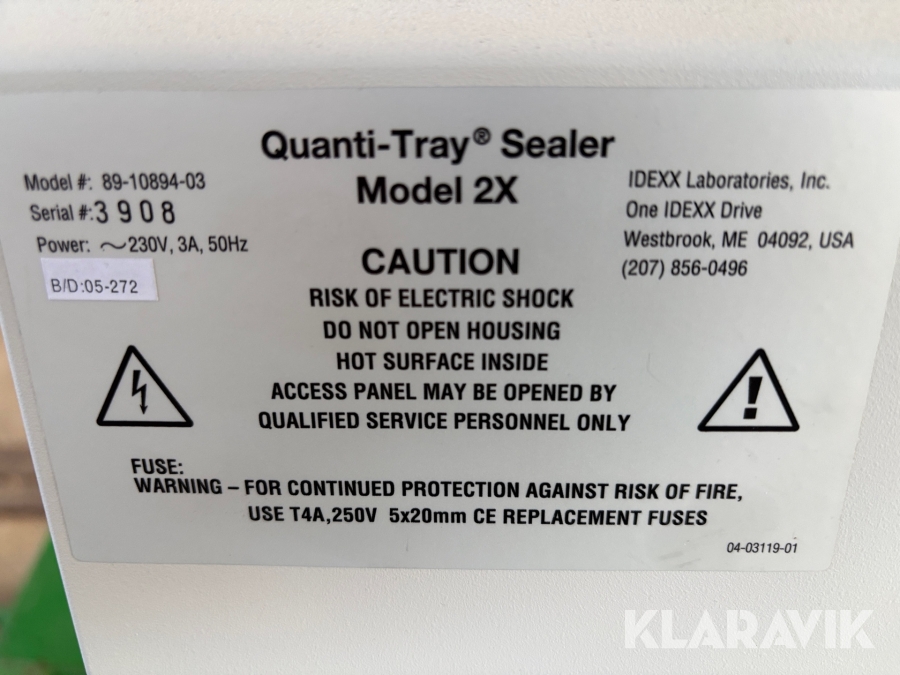 Quanti-Tray® Sealer
Model 2X
Model #: 89-10894-03
Serial #: 3908
Power: ~230V, 3A, 50Hz
B/D:05-272
IDEXX Laboratories, Inc.
One IDEXX Drive
Westbrook, ME 04092, USA
(207) 856-0496
CAUTION
RISK OF ELECTRIC SHOCK
DO NOT OPEN HOUSING
HOT SURFACE INSIDE
ACCESS PANEL MAY BE OPENED BY
QUALIFIED SERVICE PERSONNEL ONLY
FUSE:
WARNING – FOR CONTINUED PROTECTION AGAINST RISK OF FIRE,
USE T4A,250V 5x20mm CE REPLACEMENT FUSES
04-03119-01
KLARAVIK